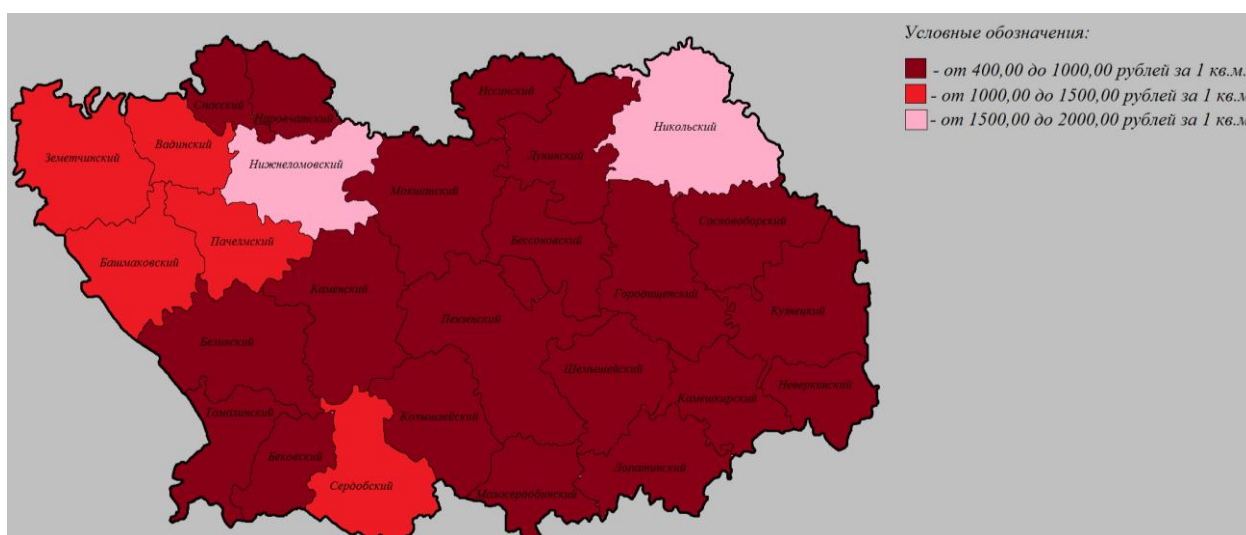 Условные обозначения:
- от 400,00 до 1000,00 рублей за 1 кв.м.
- от 1000,00 до 1500,00 рублей за 1 кв.м
- от 1500,00 до 2000,00 рублей за 1 кв.м
Спасский
Наровчатский
Иссинский
Никольский
Вадинский
Земетчинский
Нижнеломовский
Лунинский
Мокшанский
Сосновоборский
Пачелмский
Бессоновский
Башмаковский
Каменский
Городищенский
Кузнецкий
Пензенский
Белинский
Шемышейский
Неверкинский
Камешкирский
Тамалинский
Колышлейский
Бековский
Лопатинский
Сердобский
Малосердобинский